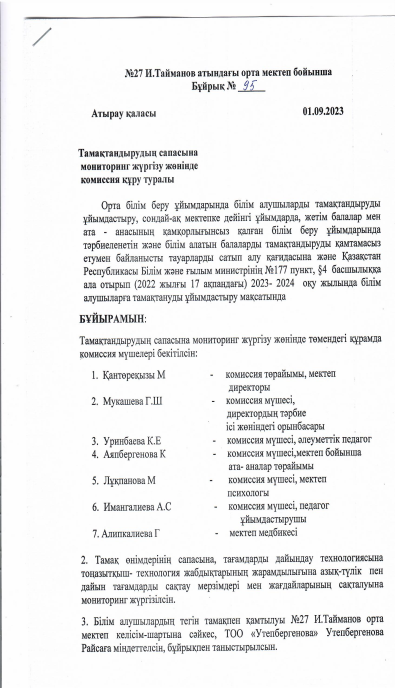 №27 И.Тайманов атындағы орта мектеп бойынша
Бұйрық № 95
Атырау қаласы 01.09.2023
Тамақтандырудың сапасына
мониторинг жүргізу жөнінде
комиссия құру туралы
Орта білім беру ұйымдарында білім алушыларды тамақтандыруды
ұйымдастыру, сондай-ақ мектепке дейінгі ұйымдарда, жетім балалар мен
ата - анасының қамқорлығынсыз қалған білім беру ұйымдарында
тәрбиеленетін және білім алатын балаларды тамақтандыруды қамтамасыз
етумен байланысты тауарларды сатып алу қағидасына және Қазақстан
Республикасы Білім және ғылым министрінің №177 пункт, §4 басшылыққа
ала отырып (2022 жылғы 17 ақпандағы) 2023- 2024 оқу жылында білім
алушыларға тамақтануды ұйымдастыру мақсатында
БҰЙЫРАМЫН:
Тамақтандырудың сапасына мониторинг жүргізу жөнінде төмендегі құрамда
комиссия мүшелері бекітілсін:
1. Қантөреқызы М - комиссия төрайымы, мектеп
директоры
2. Мукашева Г.Ш - комиссия мүшесі,
директордың тәрбие
ісі жөніндегі орынбасары
3. Уринбаева К.Е - комиссия мүшесі, әлеуметтік педагог
4. Аяпбергенова К - комиссия мүшесі,мектеп бойынша
ата- аналар төрайымы
5. Лұқпанова М - комиссия мүшесі, мектеп
психологы
6. Имангалиева А.С - комиссия мүшесі, педагог
ұйымдастырушы
7. Алипкалиева Г - мектеп медбикесі
2. Тамақ өнімдерінің сапасына, тағамдарды дайындау технологиясына
тоңазытқыш- технология жабдықтарының жарамдылығына азық-түлік пен
дайын тағамдарды сақтау мерзімдері мен жағдайларының сақталуына
мониторинг жүргізілсін.
3. Білім алушылардың тегін тамақпен қамтылуы №27 И.Тайманов орта
мектеп келісім-шартына сәйкес, ТОО «Утепбергенова» Утепбергенова
Райсаға міндеттелсін, бұйрықпен таныстырылсын.